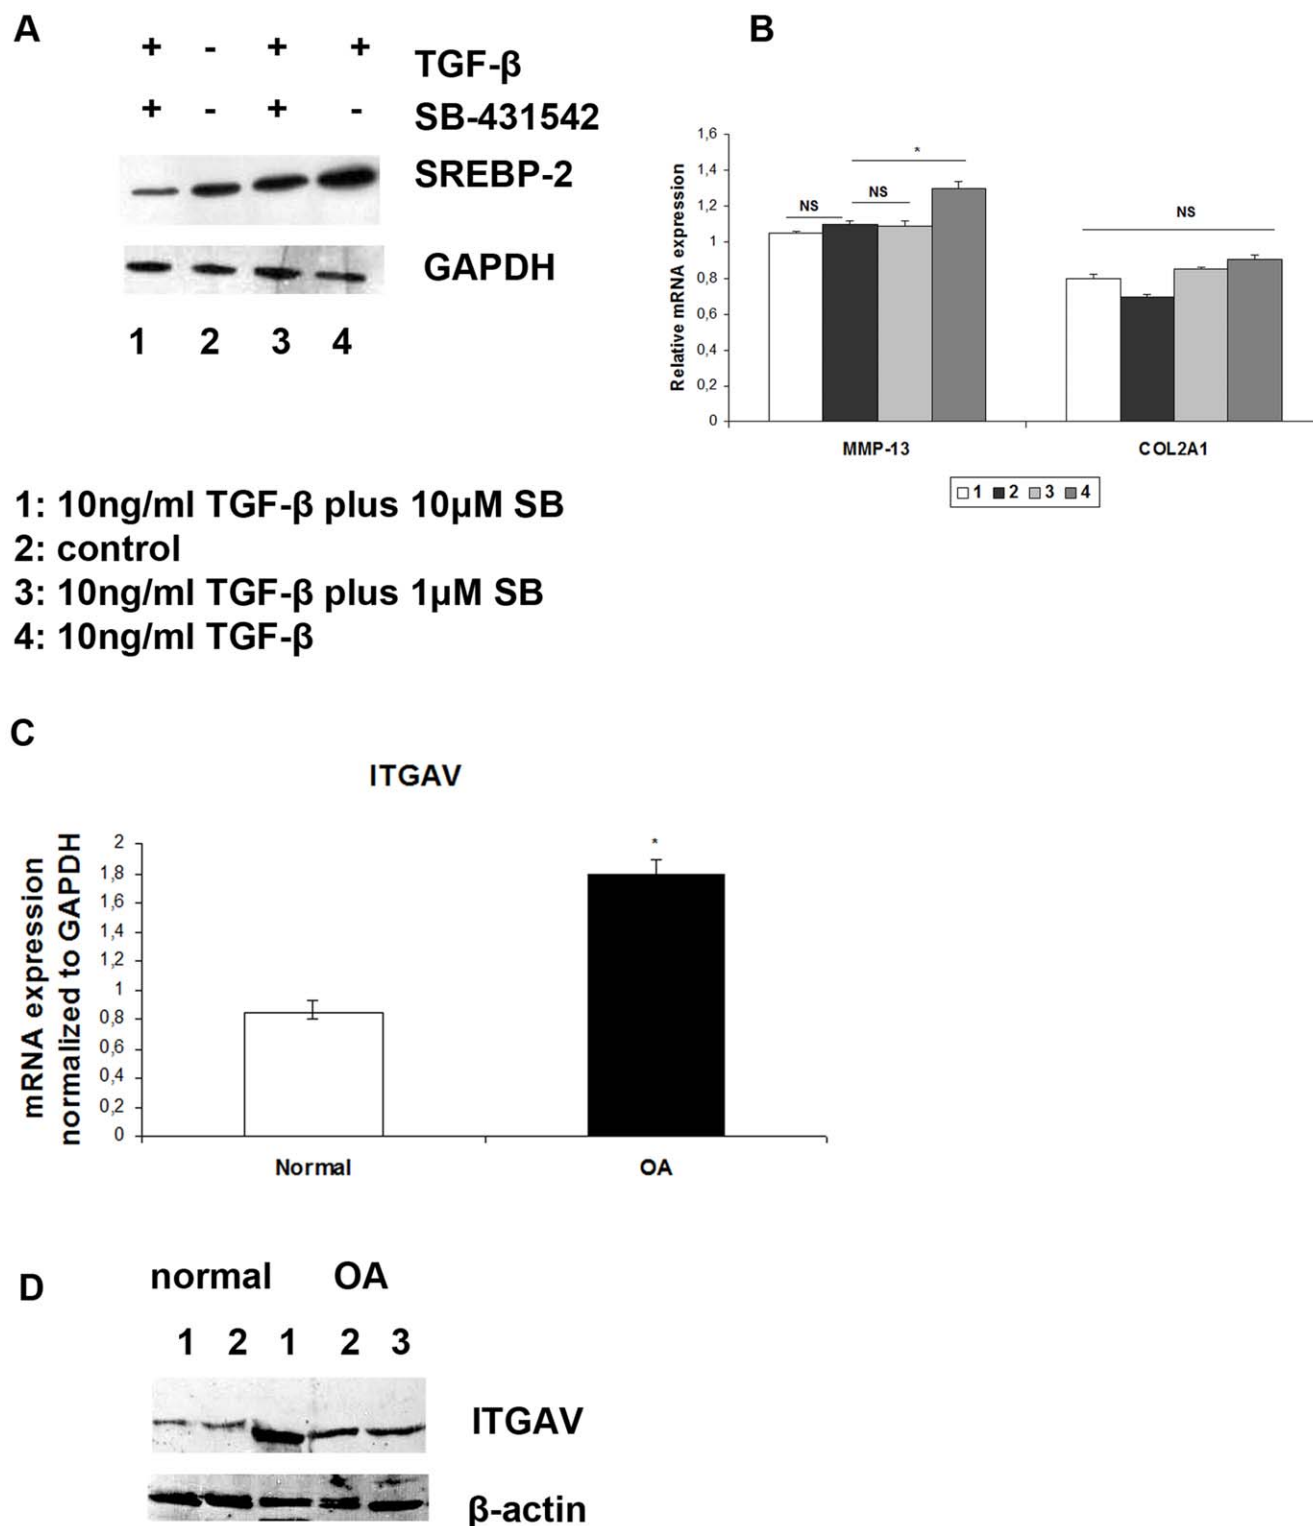 A
+ - + + TGF-β
+ - + - SB-431542
SREBP-2
GAPDH
1 2 3 4
1: 10ng/ml TGF-β plus 10μM SB
2: control
3: 10ng/ml TGF-β plus 1μM SB
4: 10ng/ml TGF-β
B
Relative mRNA expression
1,6
1,4
1,2
1
0,8
0,6
0,4
0,2
0
NS
NS
*
NS
MMP-13 COL2A1
1 2 3 4
C
ITGAV
mRNA expression
normalized to GAPDH
2
1,8
1,6
1,4
1,2
1
0,8
0,6
0,4
0,2
0
*
Normal OA
D
normal OA
1 2 1 2 3
ITGAV
β-actin